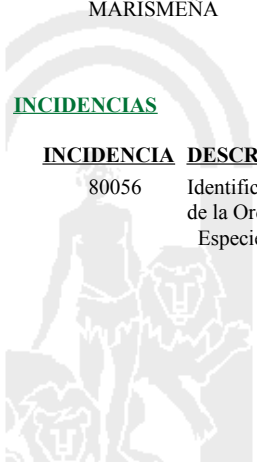 MARISMEÑA
INCIDENCIAS
INCIDENCIA DESCR
80056 Identific
de la Or
Especi